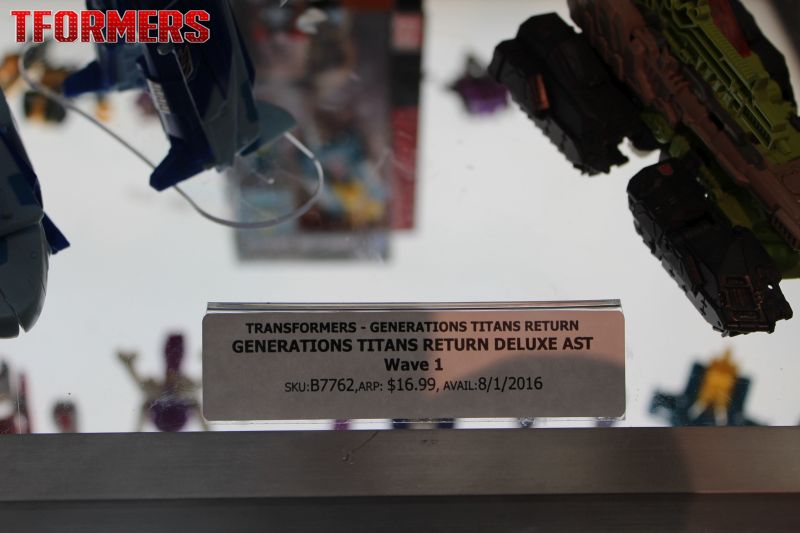 TFORMERS
TRANSFORMERS - GENERATIONS TITANS RETURN
GENERATIONS TITANS RETURN DELUXE AST
Wave 1
SKU:B7762,ARP: $16.99, AVAIL:8/1/2016